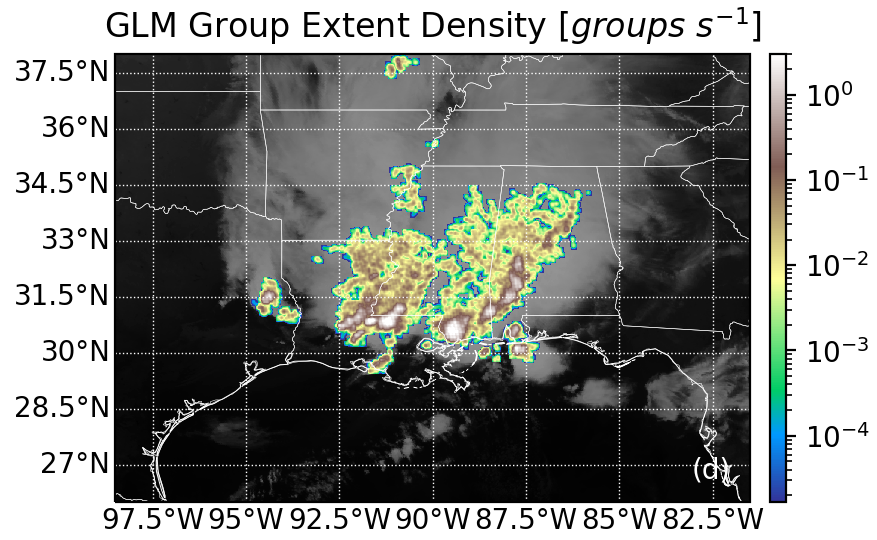 GLM Group Extent Density [groups s⁻¹]
37.5°N
36°N
34.5°N
33°N
31.5°N
30°N
28.5°N
27°N
97.5°W 95°W 92.5°W 90°W 87.5°W 85°W 82.5°W
(d)
10⁰
10⁻¹
10⁻²
10⁻³
10⁻⁴